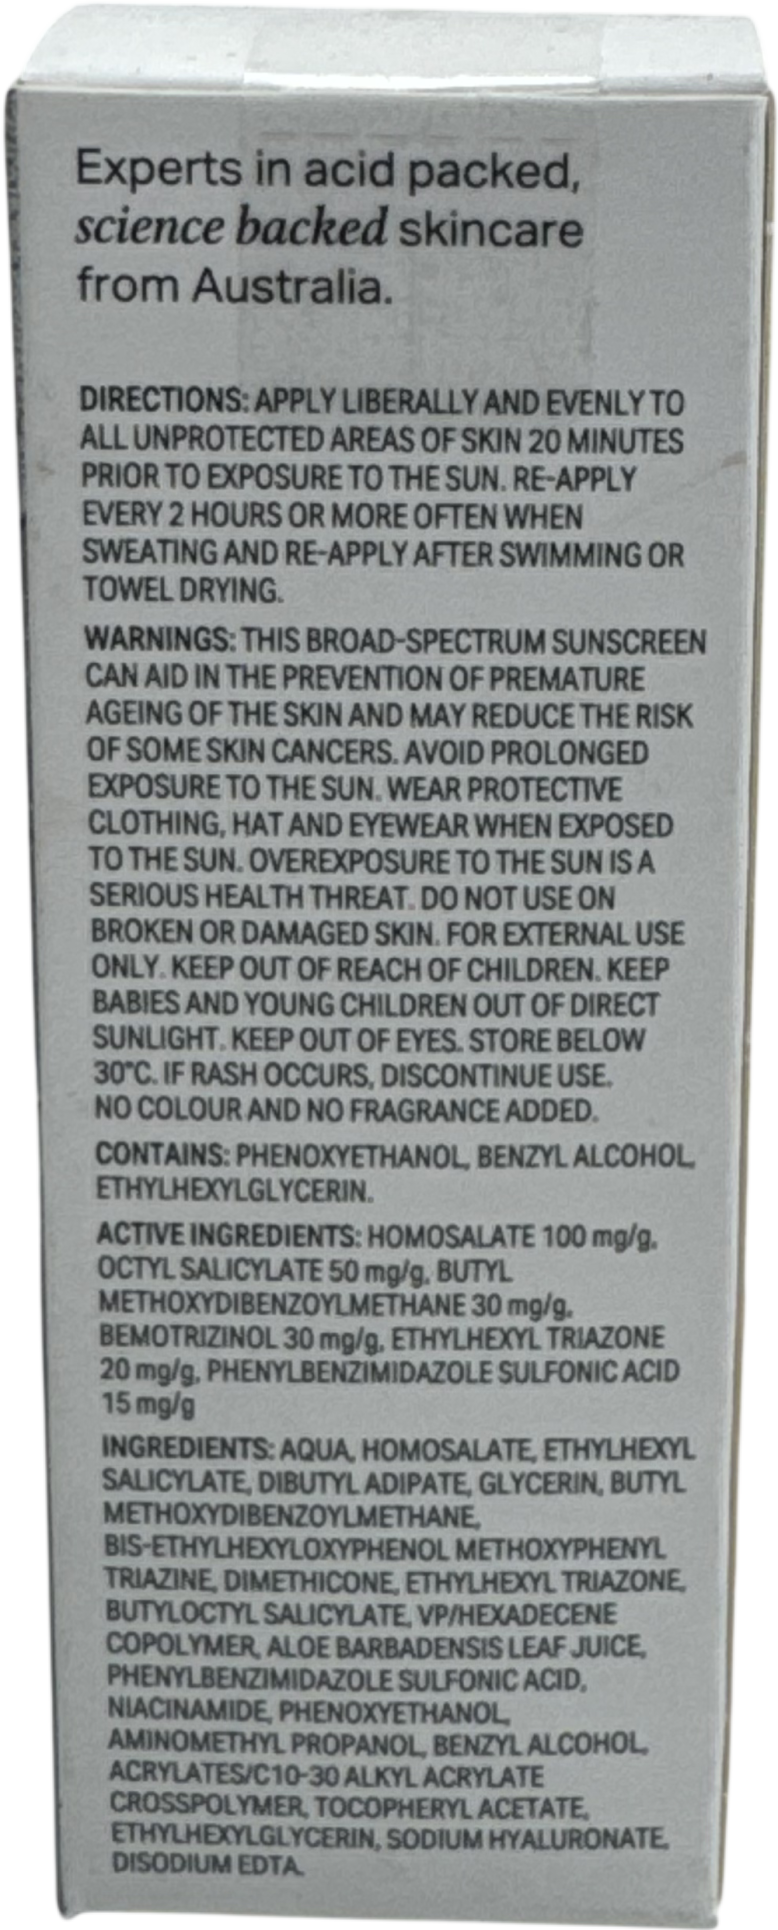 Experts in acid packed,
science backed skincare
from Australia.
DIRECTIONS: APPLY LIBERALLY AND EVENLY TO
ALL UNPROTECTED AREAS OF SKIN 20 MINUTES
PRIOR TO EXPOSURE TO THE SUN. RE-APPLY
EVERY 2 HOURS OR MORE OFTEN WHEN
SWEATING AND RE-APPLY AFTER SWIMMING OR
TOWEL DRYING.
WARNINGS: THIS BROAD-SPECTRUM SUNSCREEN
CAN AID IN THE PREVENTION OF PREMATURE
AGEING OF THE SKIN AND MAY REDUCE THE RISK
OF SOME SKIN CANCERS. AVOID PROLONGED
EXPOSURE TO THE SUN. WEAR PROTECTIVE
CLOTHING, HAT AND EYEWEAR WHEN EXPOSED
TO THE SUN. OVEREXPOSURE TO THE SUN IS A
SERIOUS HEALTH THREAT. DO NOT USE ON
BROKEN OR DAMAGED SKIN. FOR EXTERNAL USE
ONLY. KEEP OUT OF REACH OF CHILDREN. KEEP
BABIES AND YOUNG CHILDREN OUT OF DIRECT
SUNLIGHT. KEEP OUT OF EYES. STORE BELOW
30°C. IF RASH OCCURS, DISCONTINUE USE.
NO COLOUR AND NO FRAGRANCE ADDED.
CONTAINS: PHENOXYETHANOL, BENZYL ALCOHOL,
ETHYLHEXYLGLYCERIN.
ACTIVE INGREDIENTS: HOMOSALATE 100 mg/g,
OCTYL SALICYLATE 50 mg/g, BUTYL
METHOXYDIBENZOYLMETHANE 30 mg/g,
BEMOTRIZINOL 30 mg/g, ETHYLHEXYL TRIAZONE
20 mg/g, PHENYLBENZIMIDAZOLE SULFONIC ACID
15 mg/g
INGREDIENTS: AQUA, HOMOSALATE, ETHYLHEXYL
SALICYLATE, DIBUTYL ADIPATE, GLYCERIN, BUTYL
METHOXYDIBENZOYLMETHANE,
BIS-ETHYLHEXYLOXYPHENOL METHOXYPHENYL
TRIAZINE, DIMETHICONE, ETHYLHEXYL TRIAZONE,
BUTYLOCTYL SALICYLATE, VP/HEXADECENE
COPOLYMER, ALOE BARBADENSIS LEAF JUICE,
PHENYLBENZIMIDAZOLE SULFONIC ACID,
NIACINAMIDE, PHENOXYETHANOL,
AMINOMETHYL PROPANOL, BENZYL ALCOHOL,
ACRYLATES/C10-30 ALKYL ACRYLATE
CROSSPOLYMER, TOCOPHERYL ACETATE,
ETHYLHEXYLGLYCERIN, SODIUM HYALURONATE,
DISODIUM EDTA.